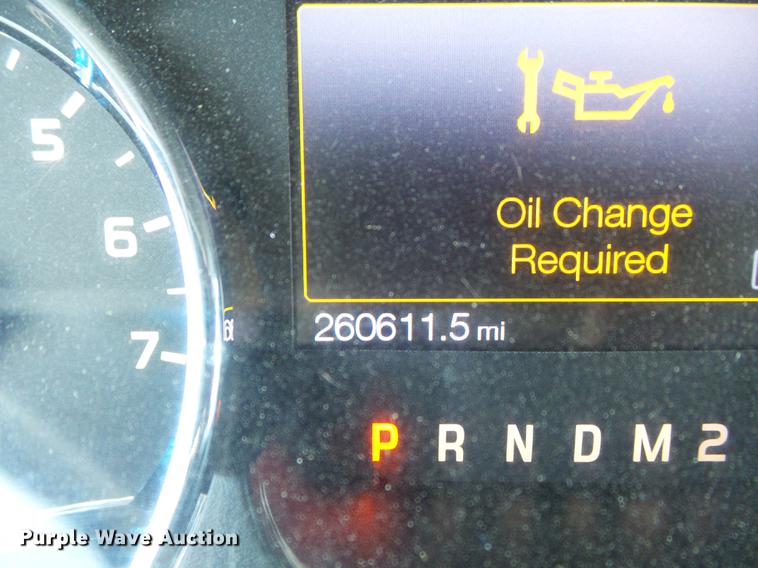 5
6
7
Oil Change
Required
260611.5 mi
P R N D M 2
Purple Wave Auction